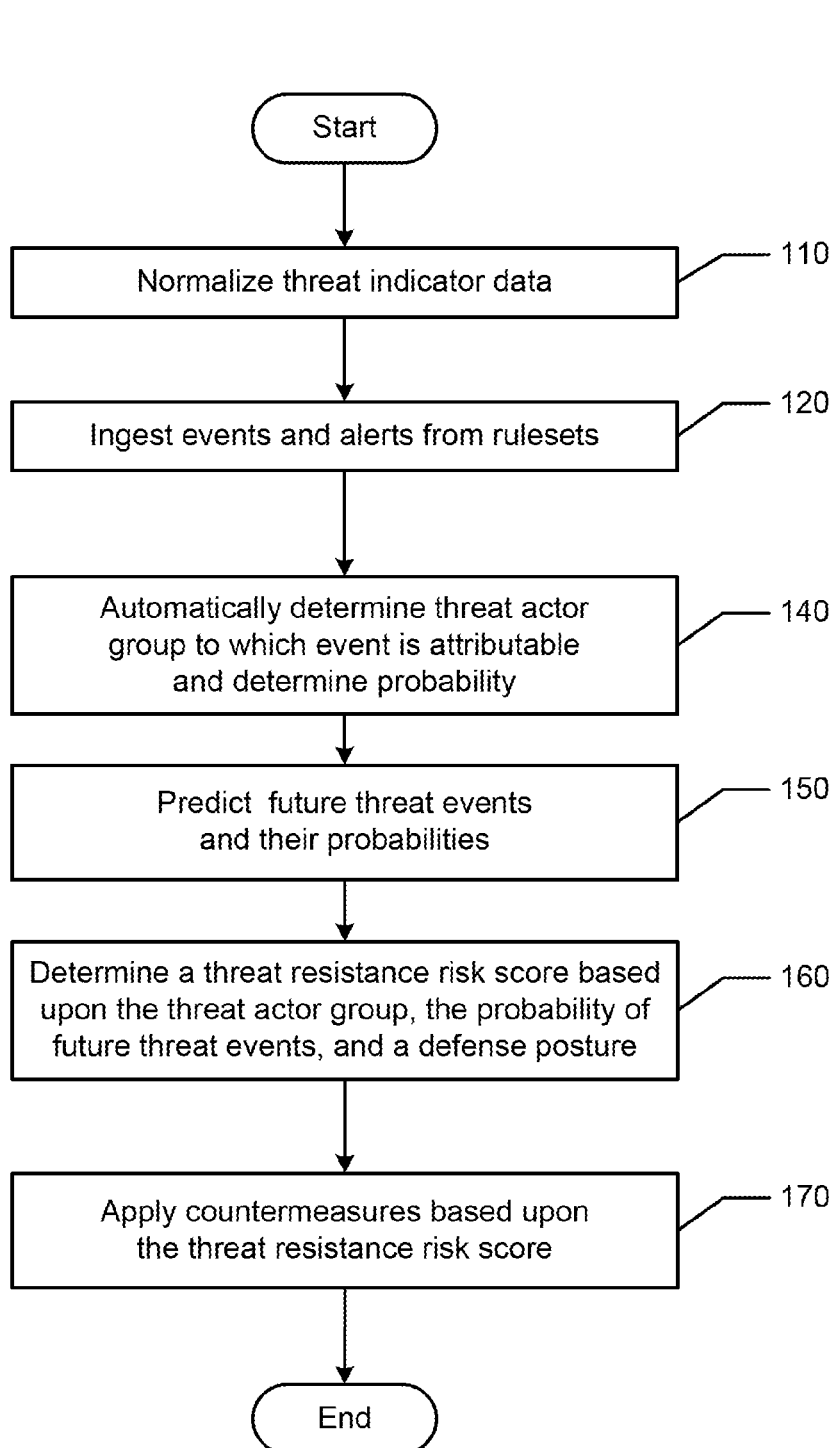 Start
Normalize threat indicator data
110
Ingest events and alerts from rulesets
120
Automatically determine threat actor
group to which event is attributable
and determine probability
140
Predict future threat events
and their probabilities
150
Determine a threat resistance risk score based
upon the threat actor group, the probability of
future threat events, and a defense posture
160
Apply countermeasures based upon
the threat resistance risk score
170
End